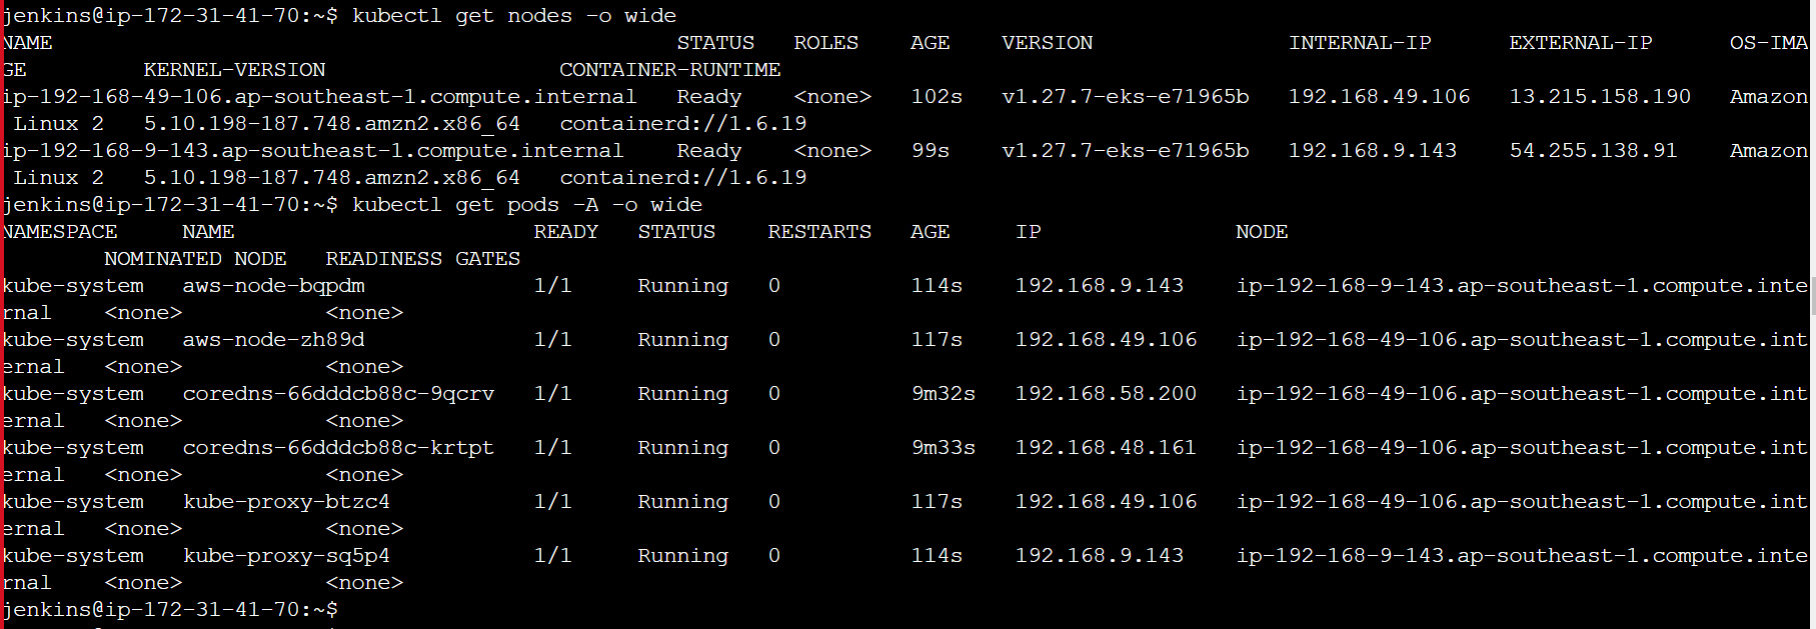 jenkins@ip-172-31-41-70:~$ kubectl get nodes -o wide
NAME STATUS ROLES AGE VERSION INTERNAL-IP EXTERNAL-IP OS-IMA
GE KERNEL-VERSION CONTAINER-RUNTIME
ip-192-168-49-106.ap-southeast-1.compute.internal Ready <none> 102s v1.27.7-eks-e71965b 192.168.49.106 13.215.158.190 Amazon
Linux 2 5.10.198-187.748.amzn2.x86_64 containerd://1.6.19
ip-192-168-9-143.ap-southeast-1.compute.internal Ready <none> 99s v1.27.7-eks-e71965b 192.168.9.143 54.255.138.91 Amazon
Linux 2 5.10.198-187.748.amzn2.x86_64 containerd://1.6.19
jenkins@ip-172-31-41-70:~$ kubectl get pods -A -o wide
NAMESPACE NAME READY STATUS RESTARTS AGE IP NODE
NOMINATED NODE READINESS GATES
kube-system aws-node-bqpdm 1/1 Running 0 114s 192.168.9.143 ip-192-168-9-143.ap-southeast-1.compute.inte
rnal <none> <none>
kube-system aws-node-zh89d 1/1 Running 0 117s 192.168.49.106 ip-192-168-49-106.ap-southeast-1.compute.int
ernal <none> <none>
kube-system coredns-66dddcb88c-9qcrv 1/1 Running 0 9m32s 192.168.58.200 ip-192-168-49-106.ap-southeast-1.compute.int
ernal <none> <none>
kube-system coredns-66dddcb88c-krtpt 1/1 Running 0 9m33s 192.168.48.161 ip-192-168-49-106.ap-southeast-1.compute.int
ernal <none> <none>
kube-system kube-proxy-btzc4 1/1 Running 0 117s 192.168.49.106 ip-192-168-49-106.ap-southeast-1.compute.int
ernal <none> <none>
kube-system kube-proxy-sq5p4 1/1 Running 0 114s 192.168.9.143 ip-192-168-9-143.ap-southeast-1.compute.inte
rnal <none> <none>
jenkins@ip-172-31-41-70:~$